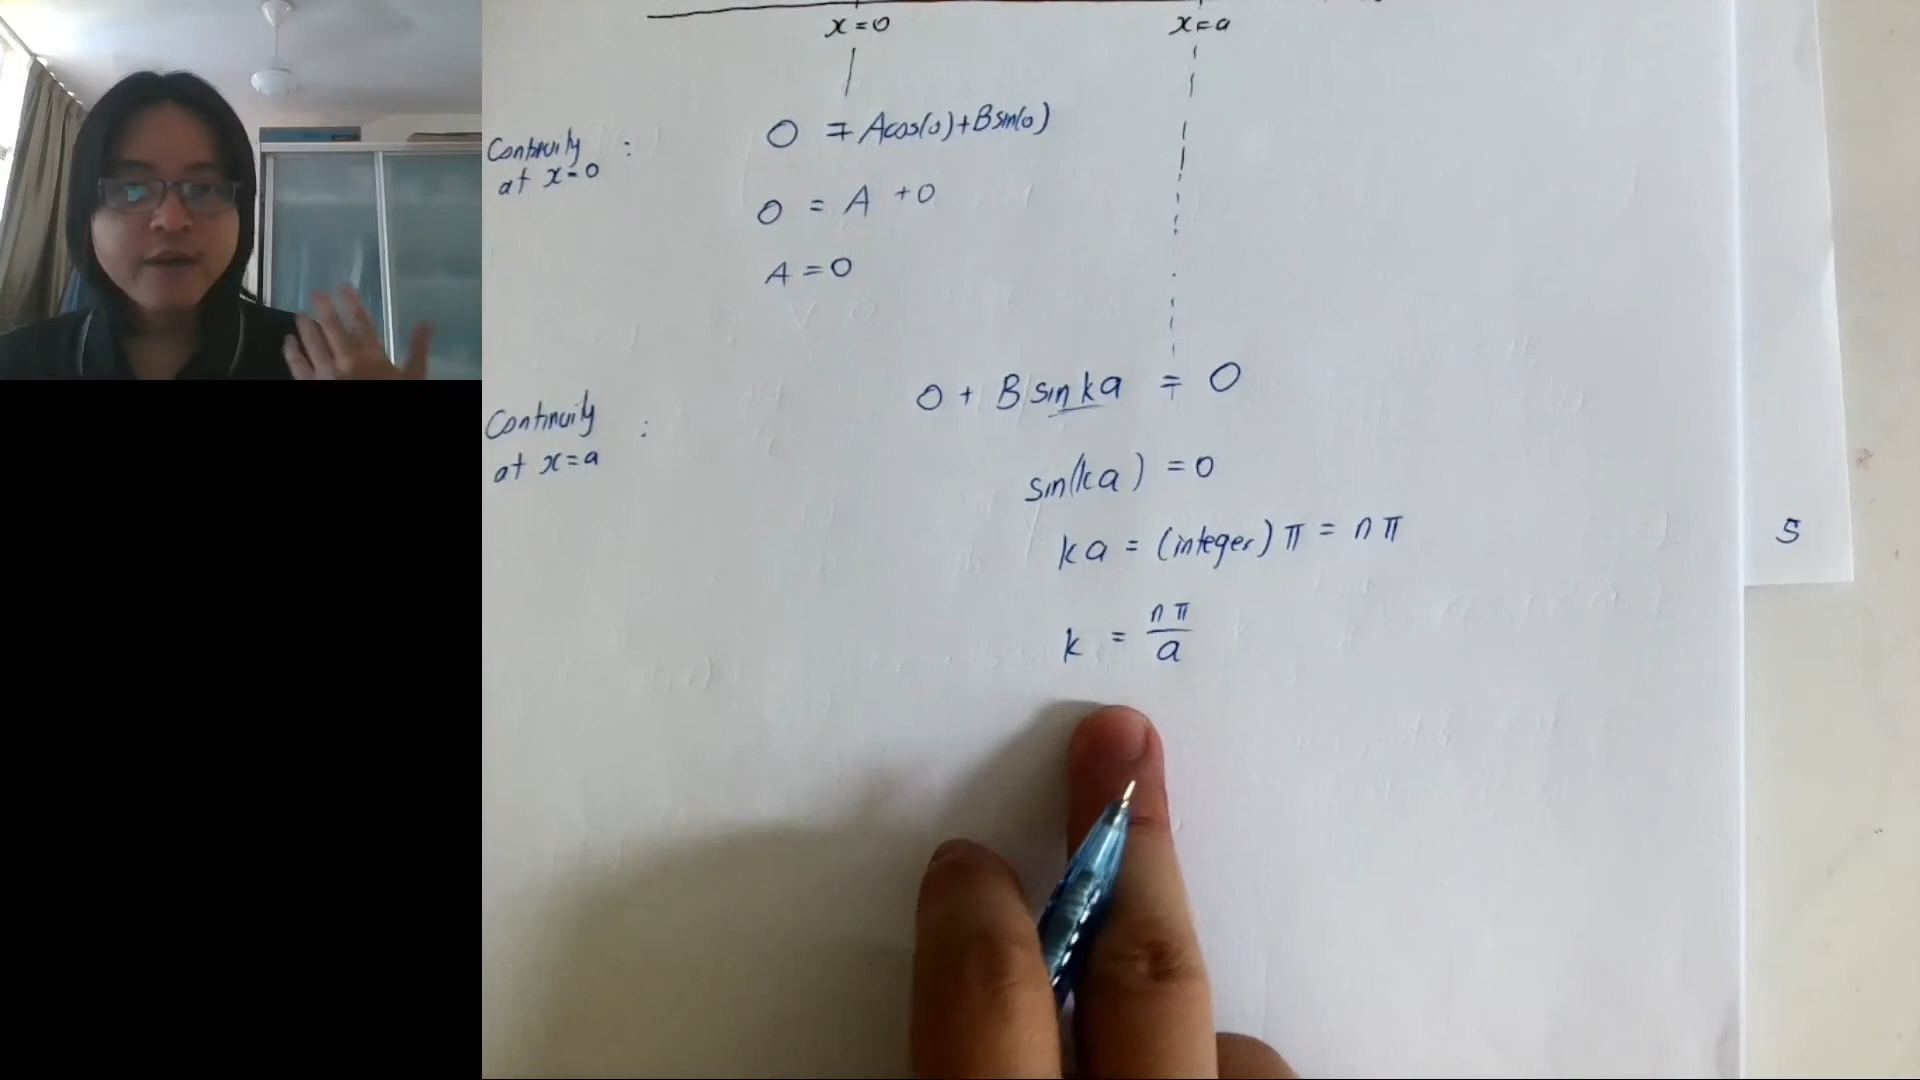 x=0 x=a
Continuity at x=0 : 0 = Acos(0)+Bsin(0)
0 = A +0
A=0
Continuity at x=a : 0 + B sin ka = 0
sin(ka) = 0
ka = (integer) π = nπ
k = nπ/a
5